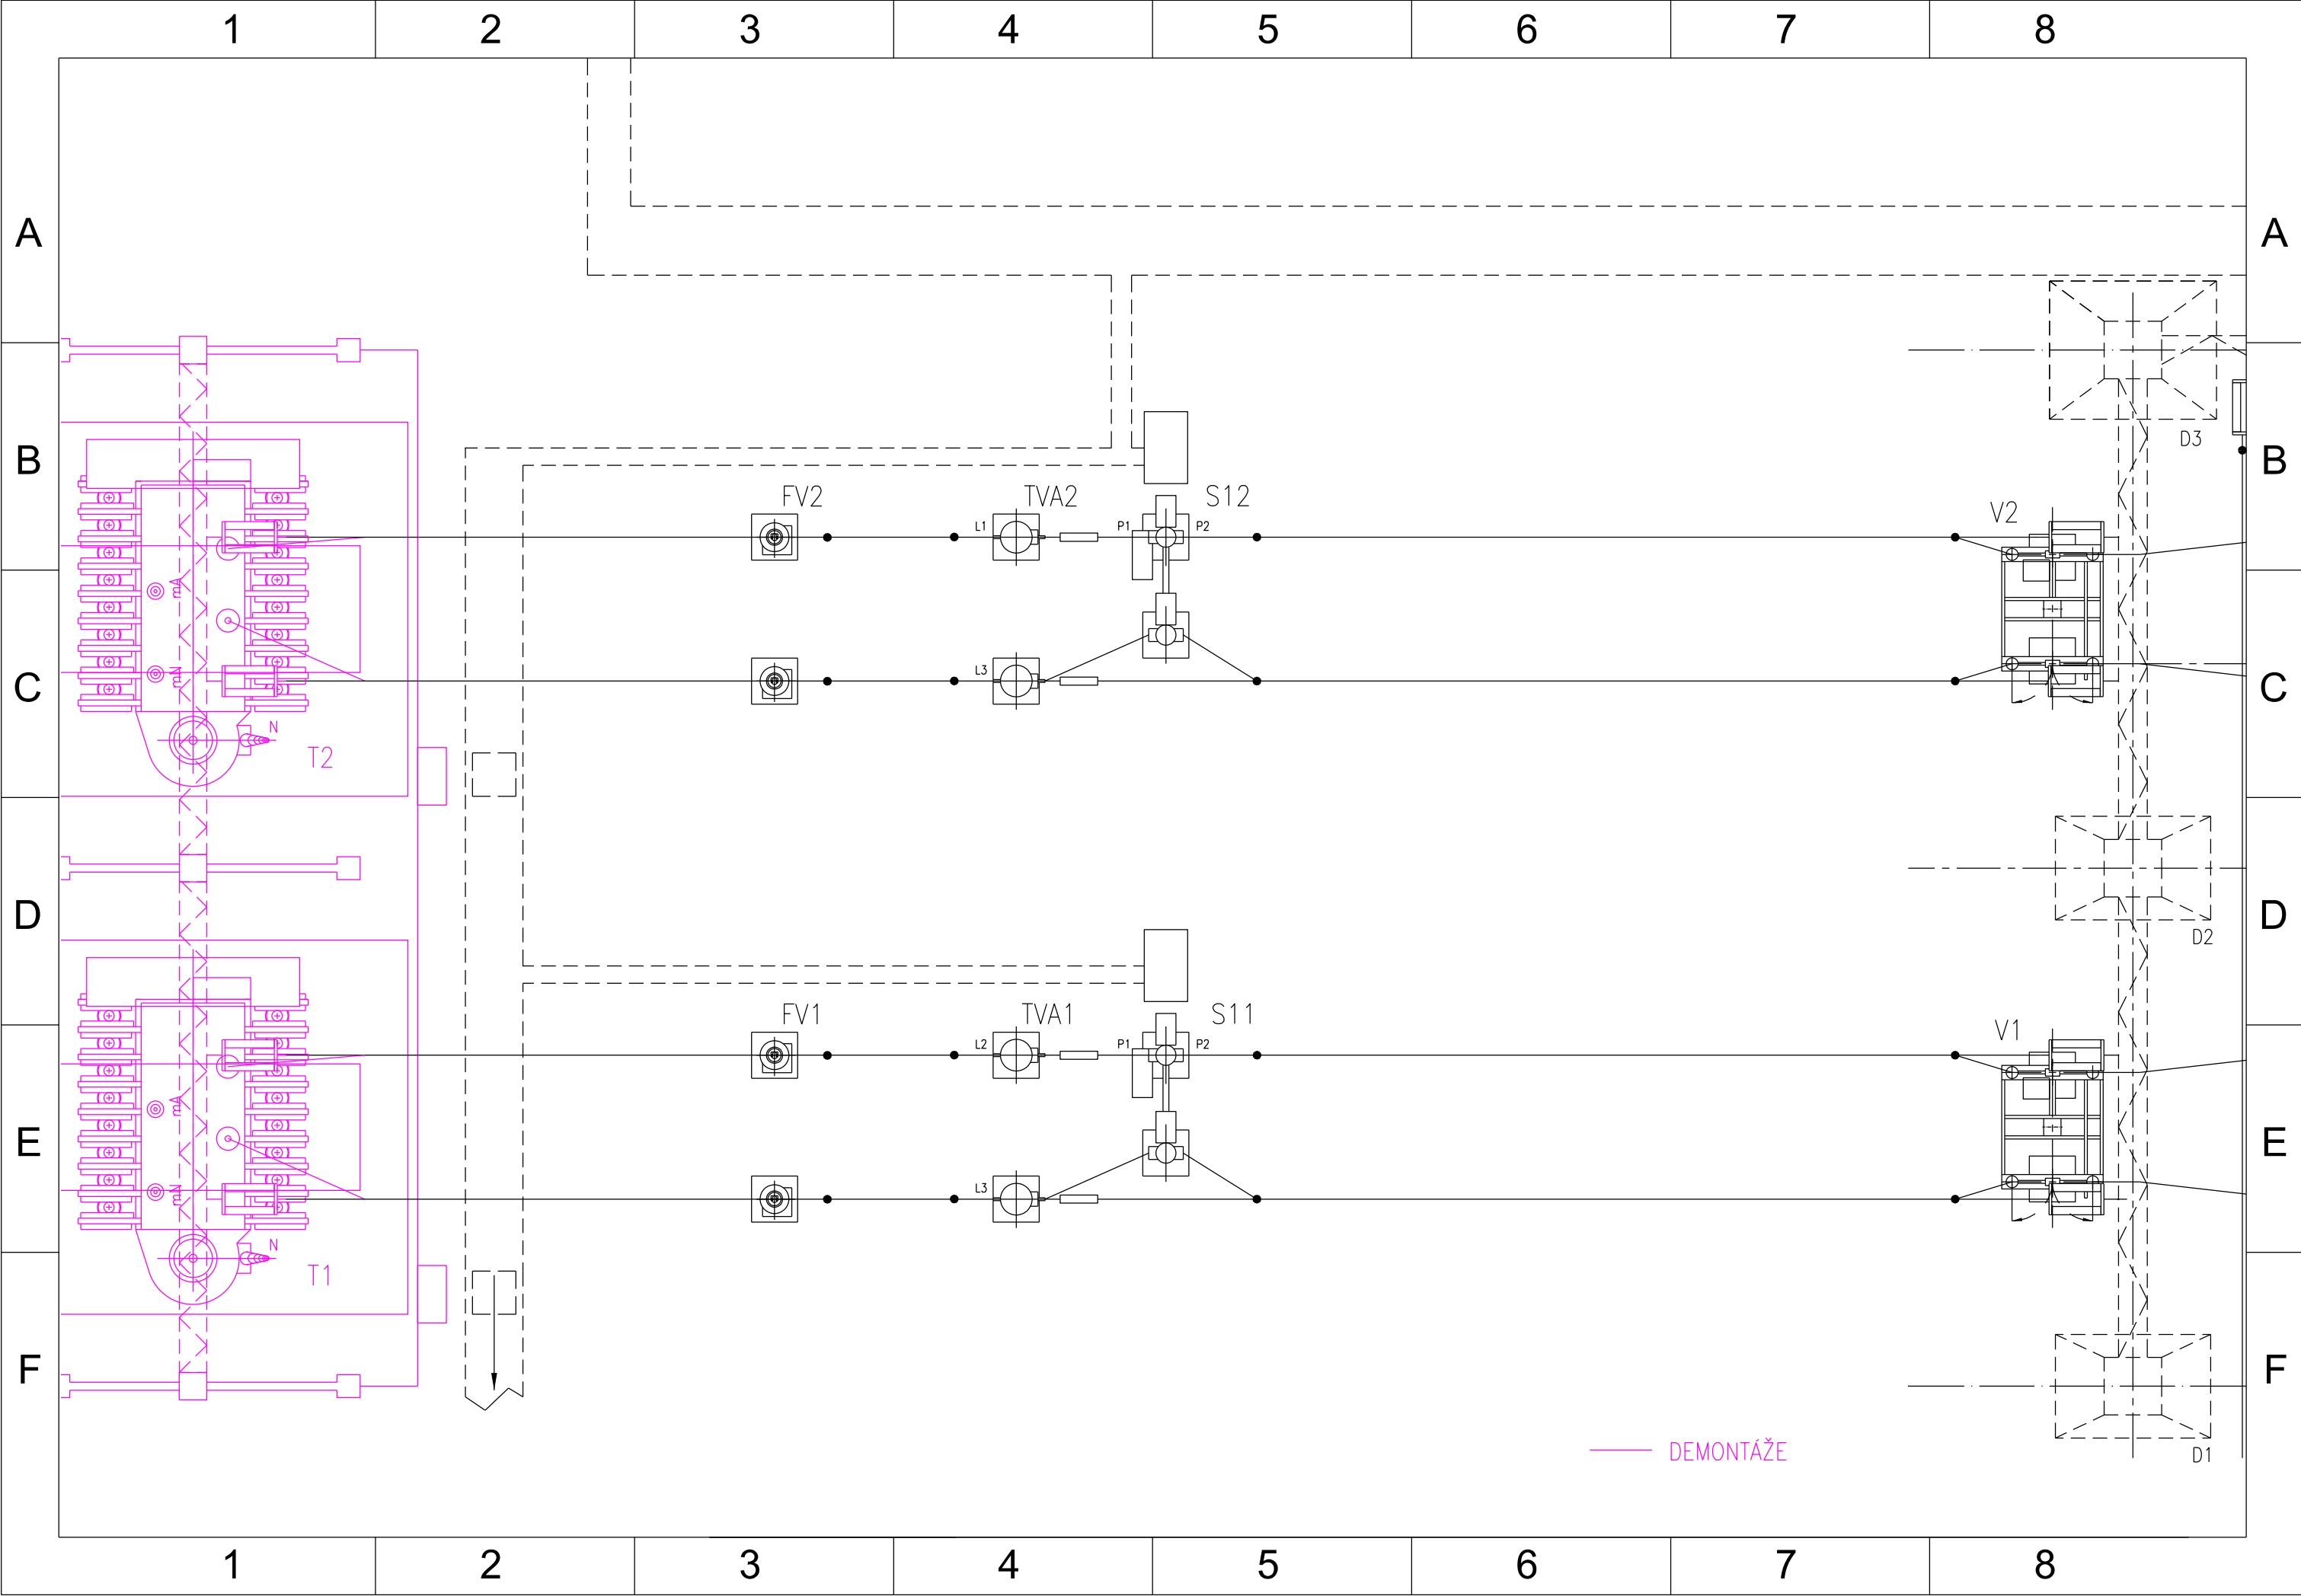 1 2 3 4 5 6 7 8
A A
D3
B B
FV2 TVA2 S12 V2
L1 P1 P2
mA
L3
mN
C C
N
T2
D D
D2
FV1 TVA1 S11 V1
L2 P1 P2
mA
E E
L3
mN
N
T1
F F
DEMONTÁŽE
D1
1 2 3 4 5 6 7 8